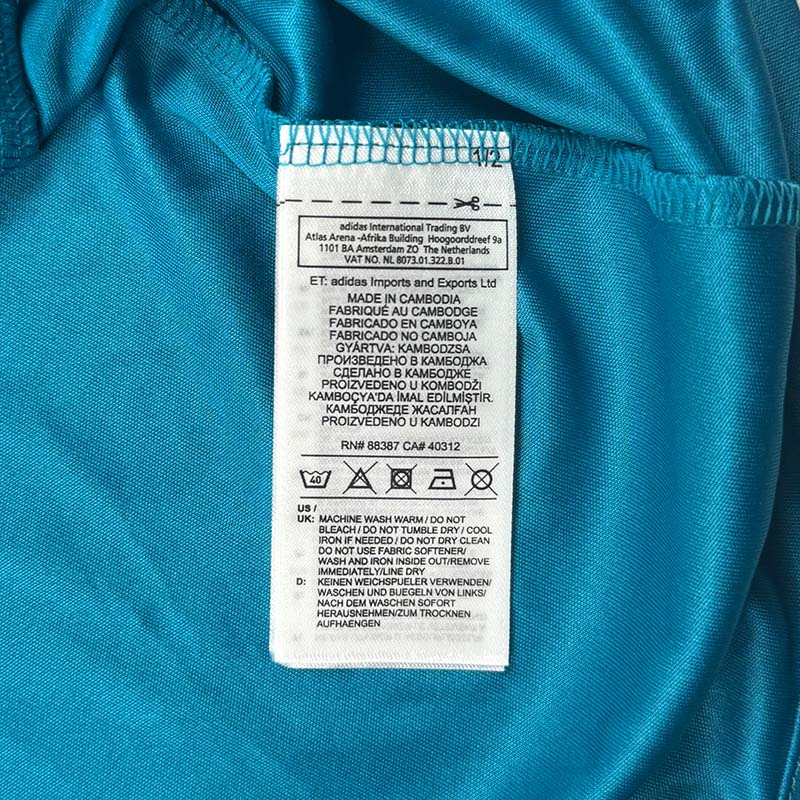 1/2
adidas International Trading BV
Atlas Arena -Afrika Building Hoogoorddreef 9a
1101 BA Amsterdam ZO The Netherlands
VAT NO. NL 8073.01.322.B.01
ET: adidas Imports and Exports Ltd
MADE IN CAMBODIA
FABRIQUÉ AU CAMBODGE
FABRICADO EN CAMBOYA
FABRICADO NO CAMBOJA
GYÁRTVA: KAMBODZSA
ПРОИЗВЕДЕНО В КАМБОДЖА
СДЕЛАНО В КАМБОДЖЕ
PROIZVEDENO U KOMBODŽI
KAMBOÇYA'DA İMAL EDİLMİŞTİR.
КАМБОДЖЕДЕ ЖАСАЛҒАН
PROIZVEDENO U KAMBODZI
RN# 88387 CA# 40312
40
US /
UK: MACHINE WASH WARM / DO NOT
BLEACH / DO NOT TUMBLE DRY / COOL
IRON IF NEEDED / DO NOT DRY CLEAN
DO NOT USE FABRIC SOFTENER/
WASH AND IRON INSIDE OUT/REMOVE
IMMEDIATELY/LINE DRY
D: KEINEN WEICHSPUELER VERWENDEN/
WASCHEN UND BUEGELN VON LINKS/
NACH DEM WASCHEN SOFORT
HERAUSNEHMEN/ZUM TROCKNEN
AUFHAENGEN